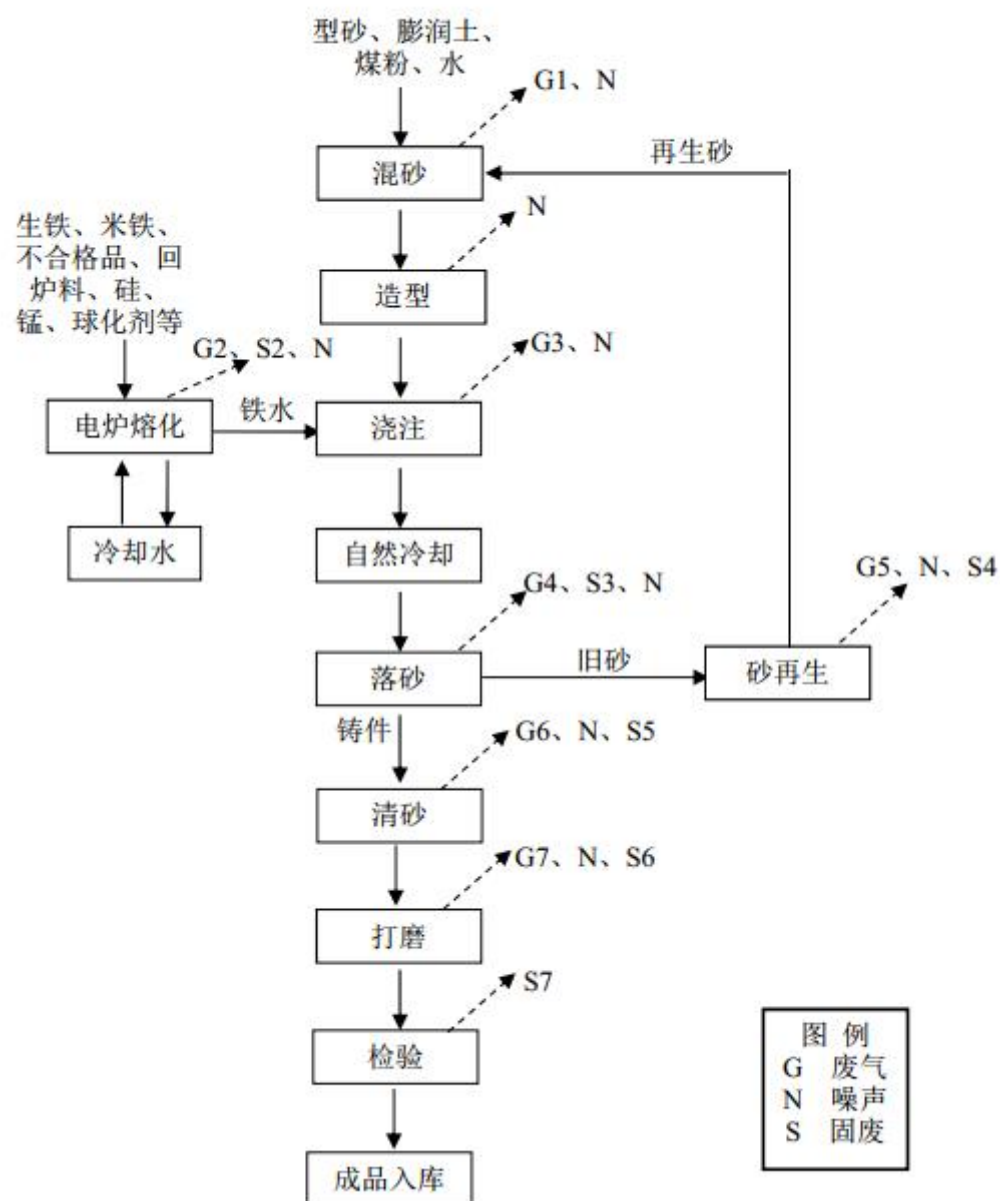 型砂、膨润土、
煤粉、水
G1、N
混砂
再生砂
N
生铁、米铁、
不合格品、回
炉料、硅、
锰、球化剂等
造型
G2、S2、N
G3、N
电炉熔化
铁水
浇注
冷却水
自然冷却
G4、S3、N
G5、N、S4
落砂
旧砂
砂再生
铸件
G6、N、S5
清砂
G7、N、S6
打磨
S7
检验
成品入库
图 例
G 废气
N 噪声
S 固废